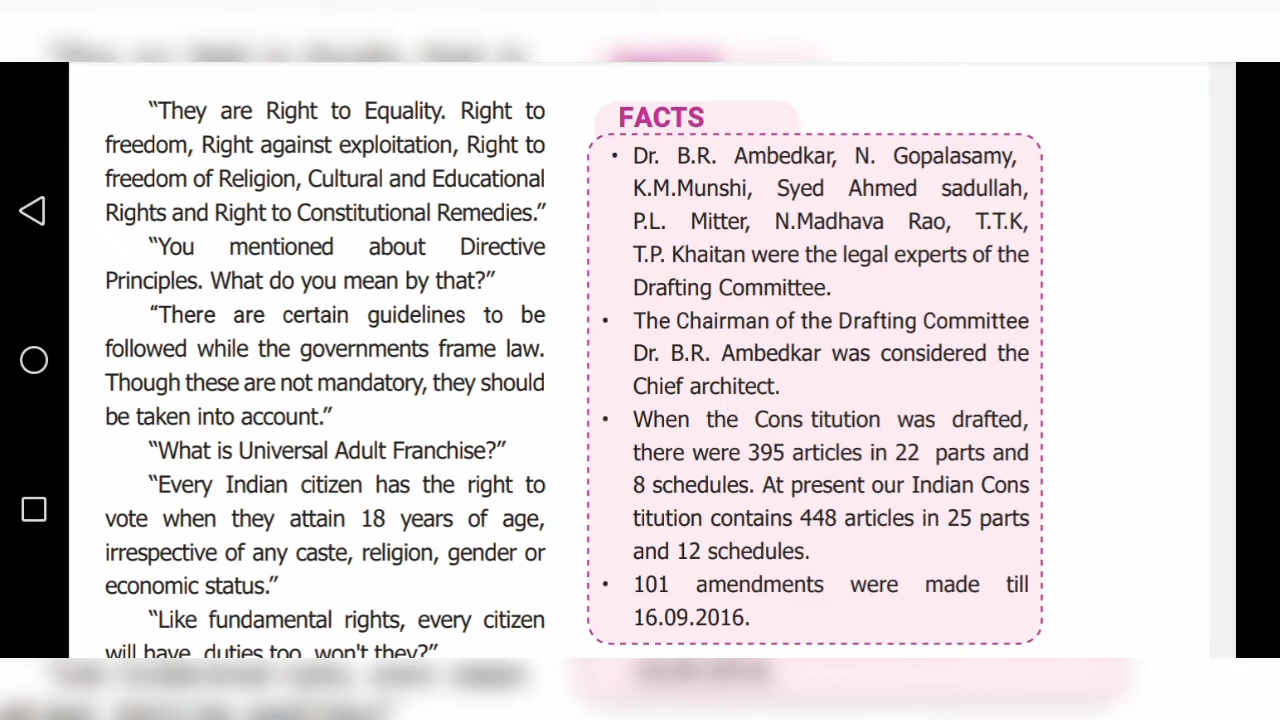 “They are Right to Equality. Right to
freedom, Right against exploitation, Right to
freedom of Religion, Cultural and Educational
Rights and Right to Constitutional Remedies.”
“You mentioned about Directive
Principles. What do you mean by that?”
“There are certain guidelines to be
followed while the governments frame law.
Though these are not mandatory, they should
be taken into account.”
“What is Universal Adult Franchise?”
“Every Indian citizen has the right to
vote when they attain 18 years of age,
irrespective of any caste, religion, gender or
economic status.”
“Like fundamental rights, every citizen
will have duties too, won't they?”
FACTS
• Dr. B.R. Ambedkar, N. Gopalasamy,
K.M.Munshi, Syed Ahmed sadullah,
P.L. Mitter, N.Madhava Rao, T.T.K,
T.P. Khaitan were the legal experts of the
Drafting Committee.
• The Chairman of the Drafting Committee
Dr. B.R. Ambedkar was considered the
Chief architect.
• When the Cons titution was drafted,
there were 395 articles in 22 parts and
8 schedules. At present our Indian Cons
titution contains 448 articles in 25 parts
and 12 schedules.
• 101 amendments were made till
16.09.2016.